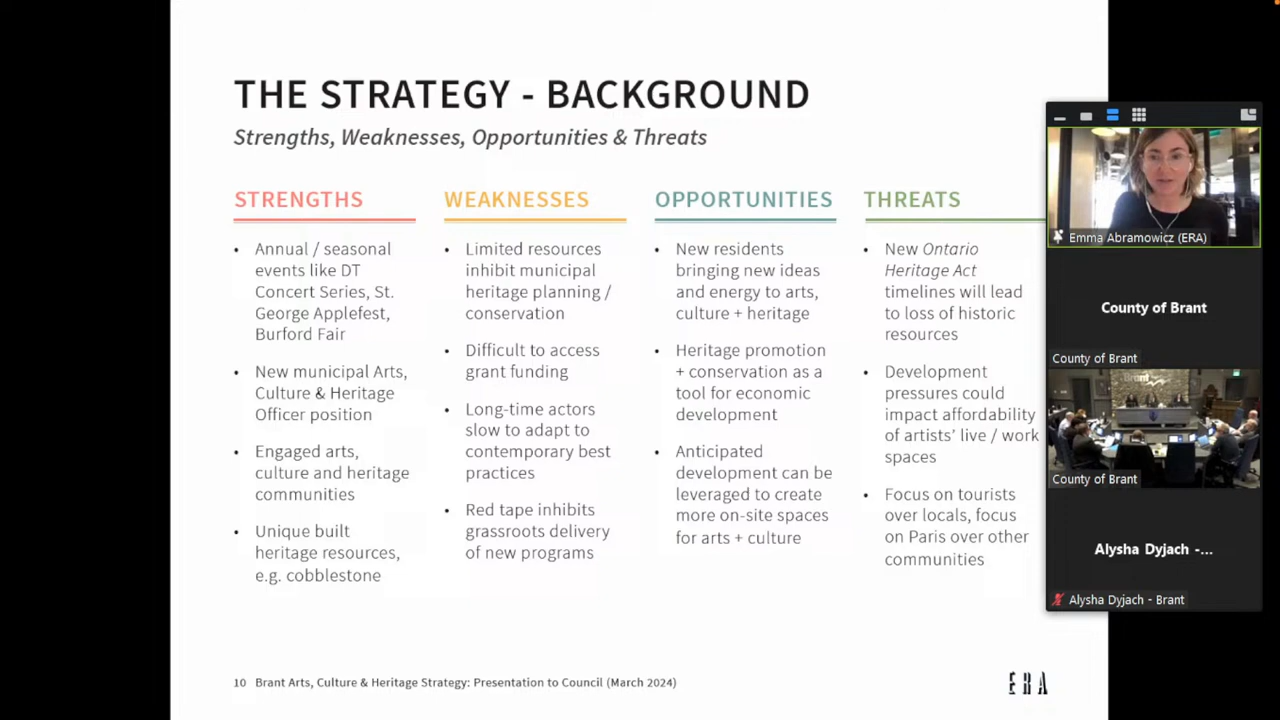 THE STRATEGY - BACKGROUND
Strengths, Weaknesses, Opportunities & Threats
STRENGTHS
• Annual / seasonal
events like DT
Concert Series, St.
George Applefest,
Burford Fair
• New municipal Arts,
Culture & Heritage
Officer position
• Engaged arts,
culture and heritage
communities
• Unique built
heritage resources,
e.g. cobblestone
WEAKNESSES
• Limited resources
inhibit municipal
heritage planning /
conservation
• Difficult to access
grant funding
• Long-time actors
slow to adapt to
contemporary best
practices
• Red tape inhibits
grassroots delivery
of new programs
OPPORTUNITIES
• New residents
bringing new ideas
and energy to arts,
culture + heritage
• Heritage promotion
+ conservation as a
tool for economic
development
• Anticipated
development can be
leveraged to create
more on-site spaces
for arts + culture
THREATS
• New Ontario
Heritage Act
timelines will lead
to loss of historic
resources
• Development
pressures could
impact affordability
of artists' live / work
spaces
• Focus on tourists
over locals, focus
on Paris over other
communities
10 Brant Arts, Culture & Heritage Strategy: Presentation to Council (March 2024)
ERA
Emma Abramowicz (ERA)
County of Brant
County of Brant
Brant
County of Brant
Alysha Dyjach -...
Alysha Dyjach - Brant